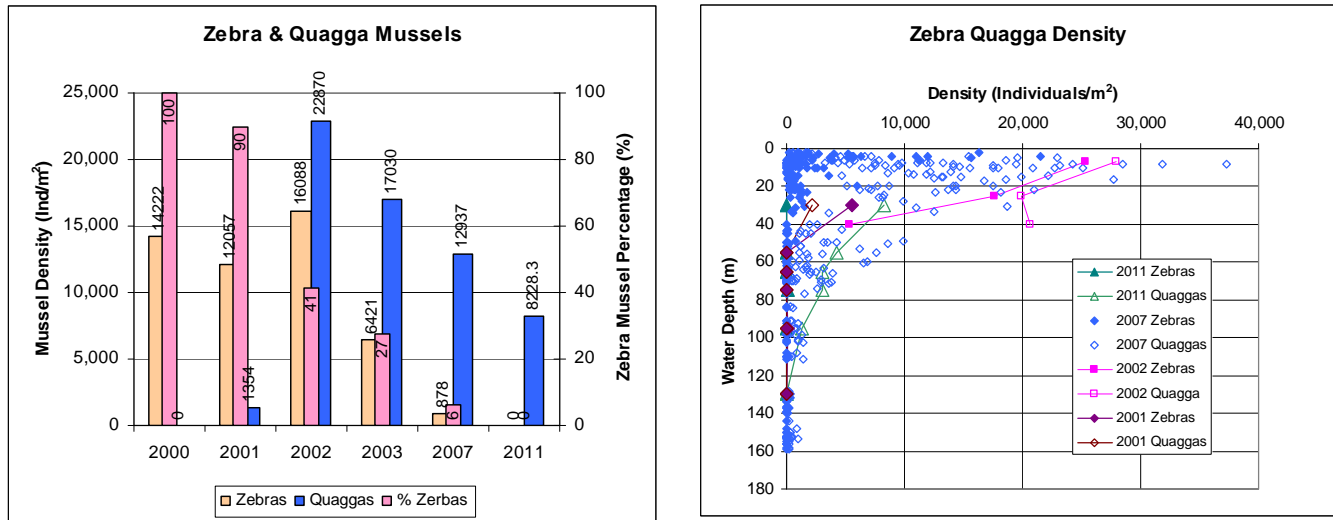 Zebra & Quagga Mussels
Mussel Density (Ind/m²)
25,000
20,000
15,000
10,000
5,000
0
100
80
60
40
20
0
Zebra Mussel Percentage (%)
14222
100
0
12057
1354
90
16088
22870
41
6421
17030
27
878
12937
6
0
8228.3
0
2000 2001 2002 2003 2007 2011
Zebras Quaggas % Zerbas
Zebra Quagga Density
Density (Individuals/m²)
0 10,000 20,000 30,000 40,000
Water Depth (m)
0
20
40
60
80
100
120
140
160
180
2011 Zebras
2011 Quaggas
2007 Zebras
2007 Quaggas
2002 Zebras
2002 Quagga
2001 Zebras
2001 Quaggas